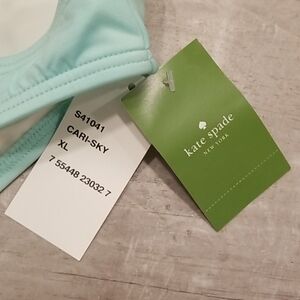 S41041
CARI-SKY
XL
7 55448 23032 7
kate spade
NEW YORK